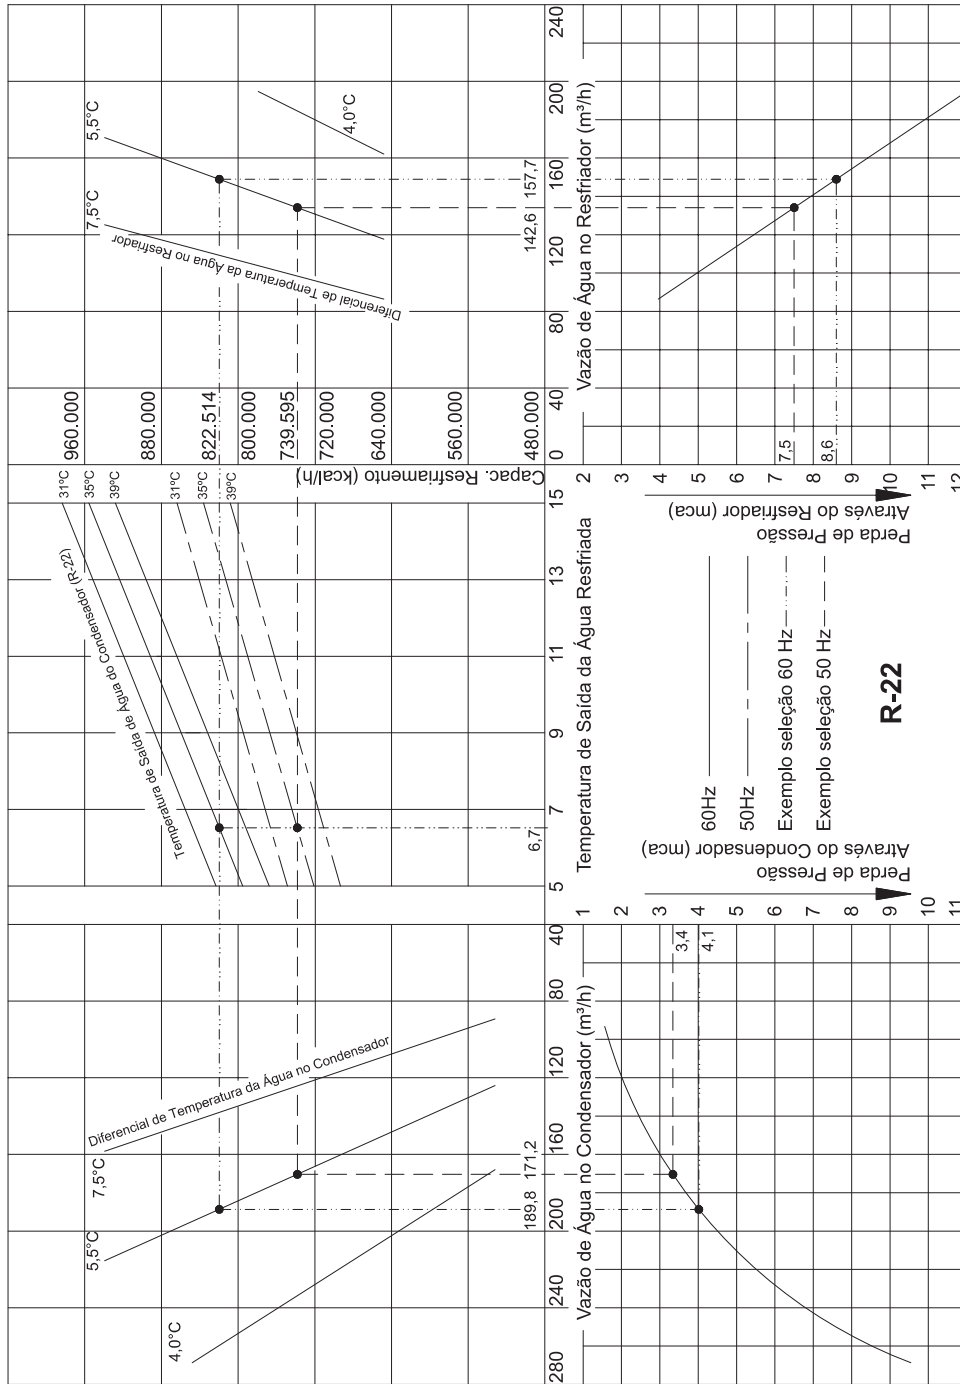 31ºC
35ºC
39ºC
31ºC
35ºC
39ºC
Temperatura de Saída de Água do Condensador (R-22)
960.000
880.000
822.514
800.000
739.595
720.000
640.000
560.000
480.000
Capac. Resfriamento (kcal/h)
5,5°C
7,5°C
4,0°C
Diferencial de Temperatura da Água no Resfriador
142,6
157,7
0
40
80
120
160
200
240
Vazão de Água no Resfriador (m³/h)
6,7
5
7
9
11
13
15
Temperatura de Saída da Água Resfriada
7,5°C
5,5°C
4,0°C
Diferencial de Temperatura da Água no Condensador
189,8
171,2
280
240
200
160
120
80
40
Vazão de Água no Condensador (m³/h)
1
2
3
4
5
6
7
8
9
10
11
3,4
4,1
Perda de Pressão
Através do Condensador (mca)
60Hz
50Hz
Exemplo seleção 60 Hz
Exemplo seleção 50 Hz
R-22
Perda de Pressão
Através do Resfriador (mca)
2
3
4
5
6
7
8
9
10
11
12
7,5
8,6